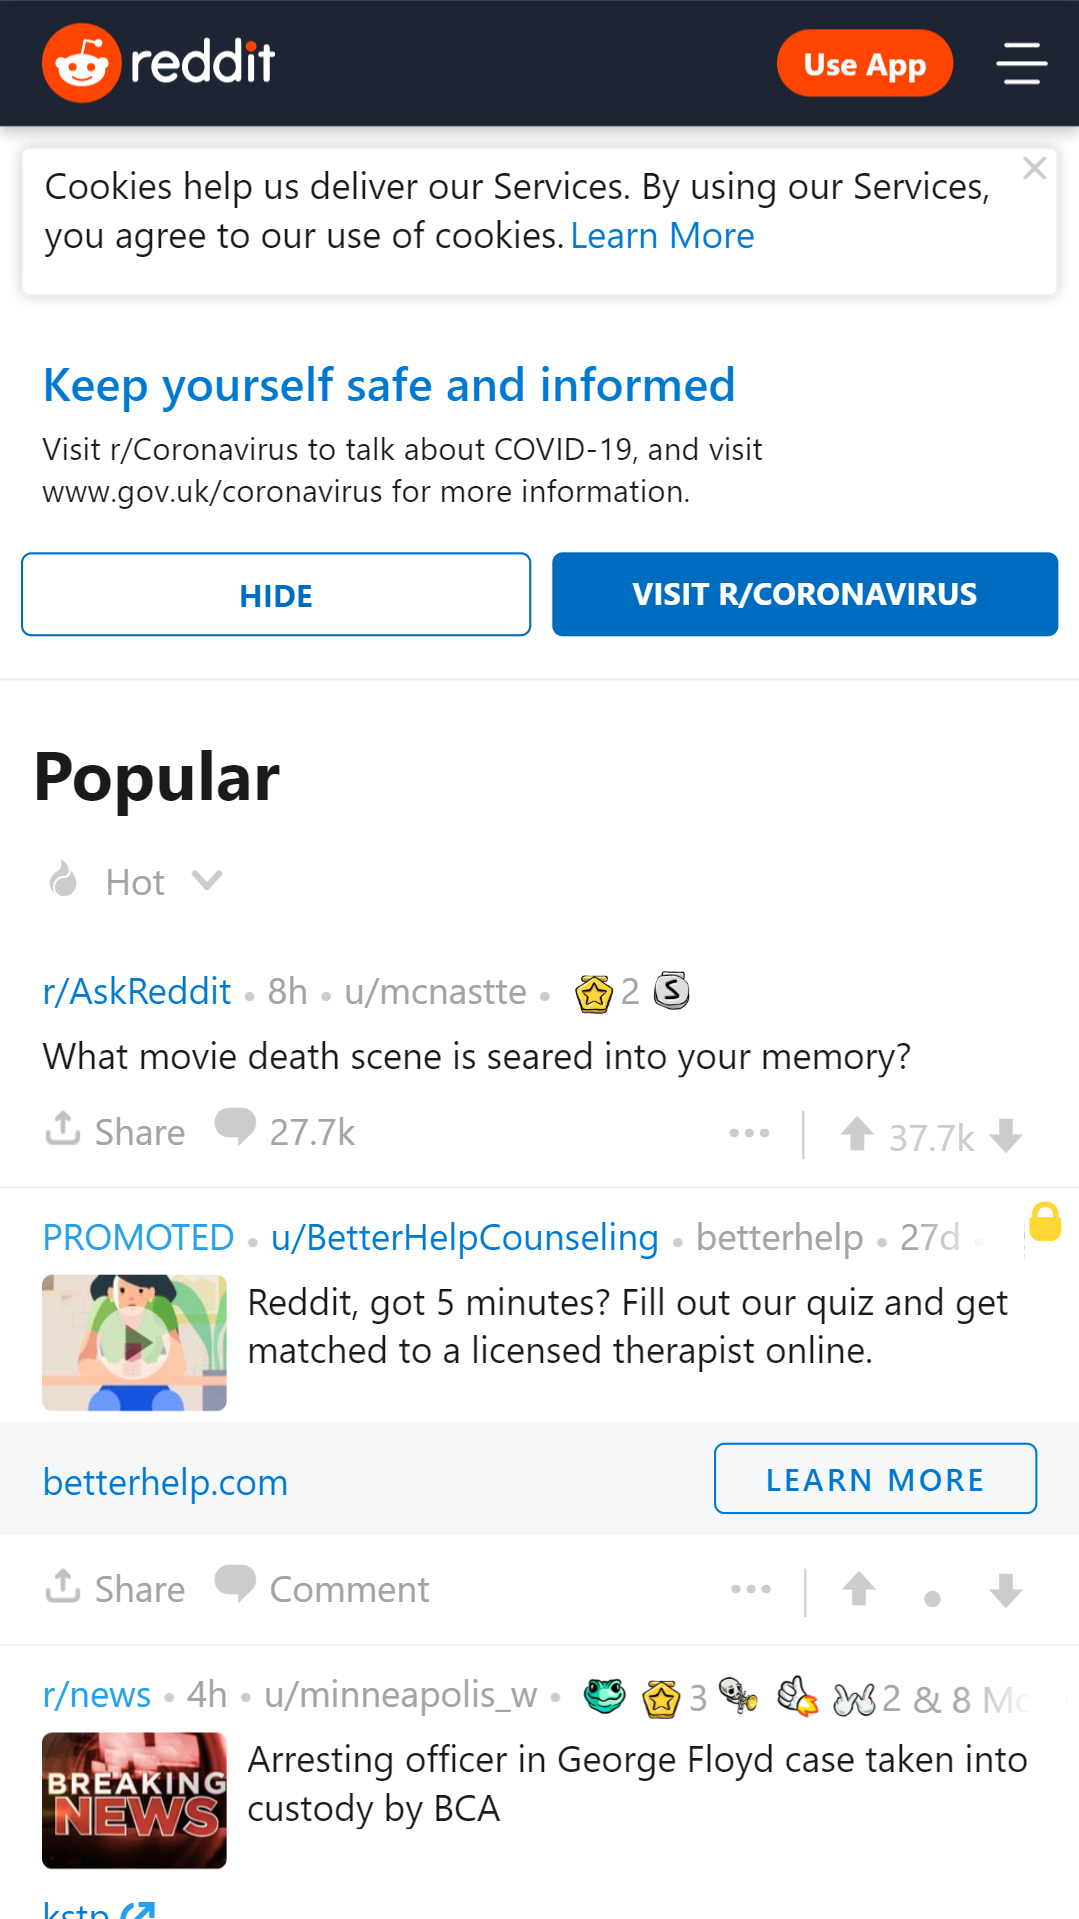 reddit
Use App
Cookies help us deliver our Services. By using our Services,
you agree to our use of cookies. Learn More
Keep yourself safe and informed
Visit r/Coronavirus to talk about COVID-19, and visit
www.gov.uk/coronavirus for more information.
HIDE
VISIT R/CORONAVIRUS
Popular
Hot
r/AskReddit • 8h • u/mcnastte • 2 S
What movie death scene is seared into your memory?
Share 27.7k ••• 37.7k
PROMOTED • u/BetterHelpCounseling • betterhelp • 27d •
Reddit, got 5 minutes? Fill out our quiz and get
matched to a licensed therapist online.
betterhelp.com
LEARN MORE
Share Comment ••• •
r/news • 4h • u/minneapolis_w • 3 2 & 8
BREAKING
NEWS
Arresting officer in George Floyd case taken into
custody by BCA
kstp